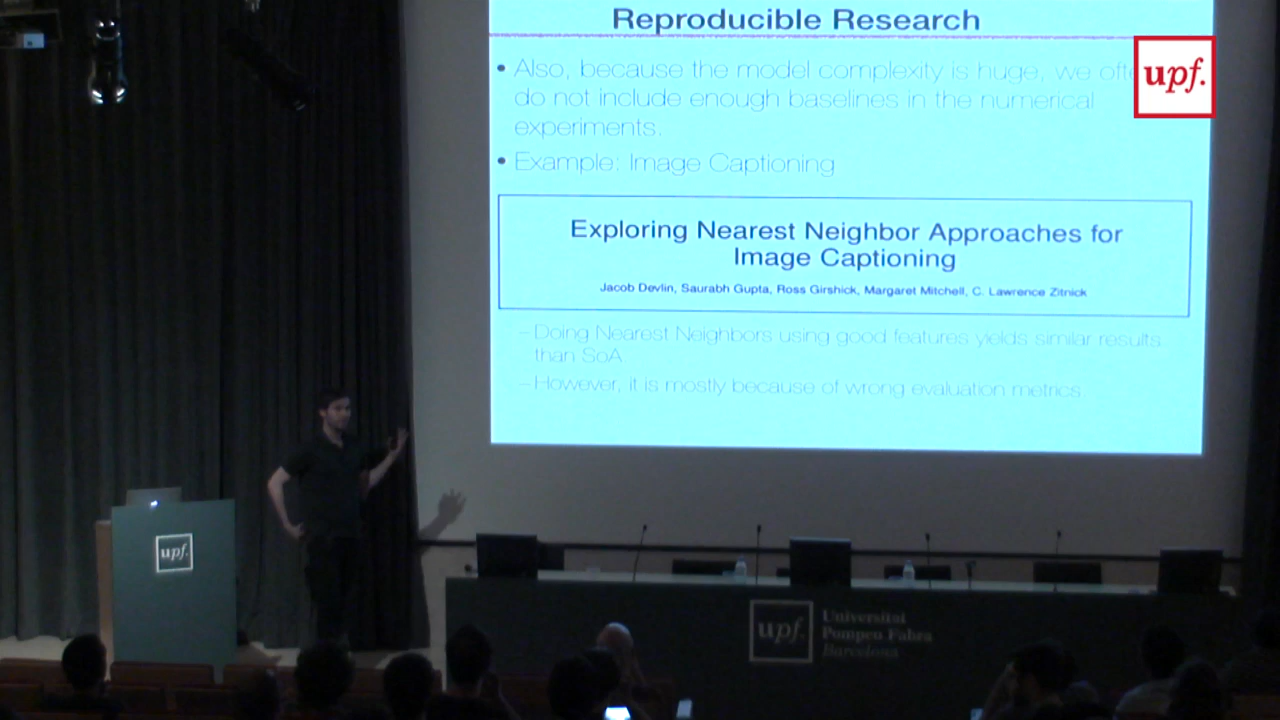 Reproducible Research
• Also, because the model complexity is huge, we oft
do not include enough baselines in the numerical
experiments.
• Example: Image Captioning
Exploring Nearest Neighbor Approaches for
Image Captioning
Jacob Devlin, Saurabh Gupta, Ross Girshick, Margaret Mitchell, C. Lawrence Zitnick
– Doing Nearest Neighbors using good features yields similar results
than SoA
– However, it is mostly because of wrong evaluation metrics.
upf.
upf.
upf.
Universitat
Pompeu Fabra
Barcelona